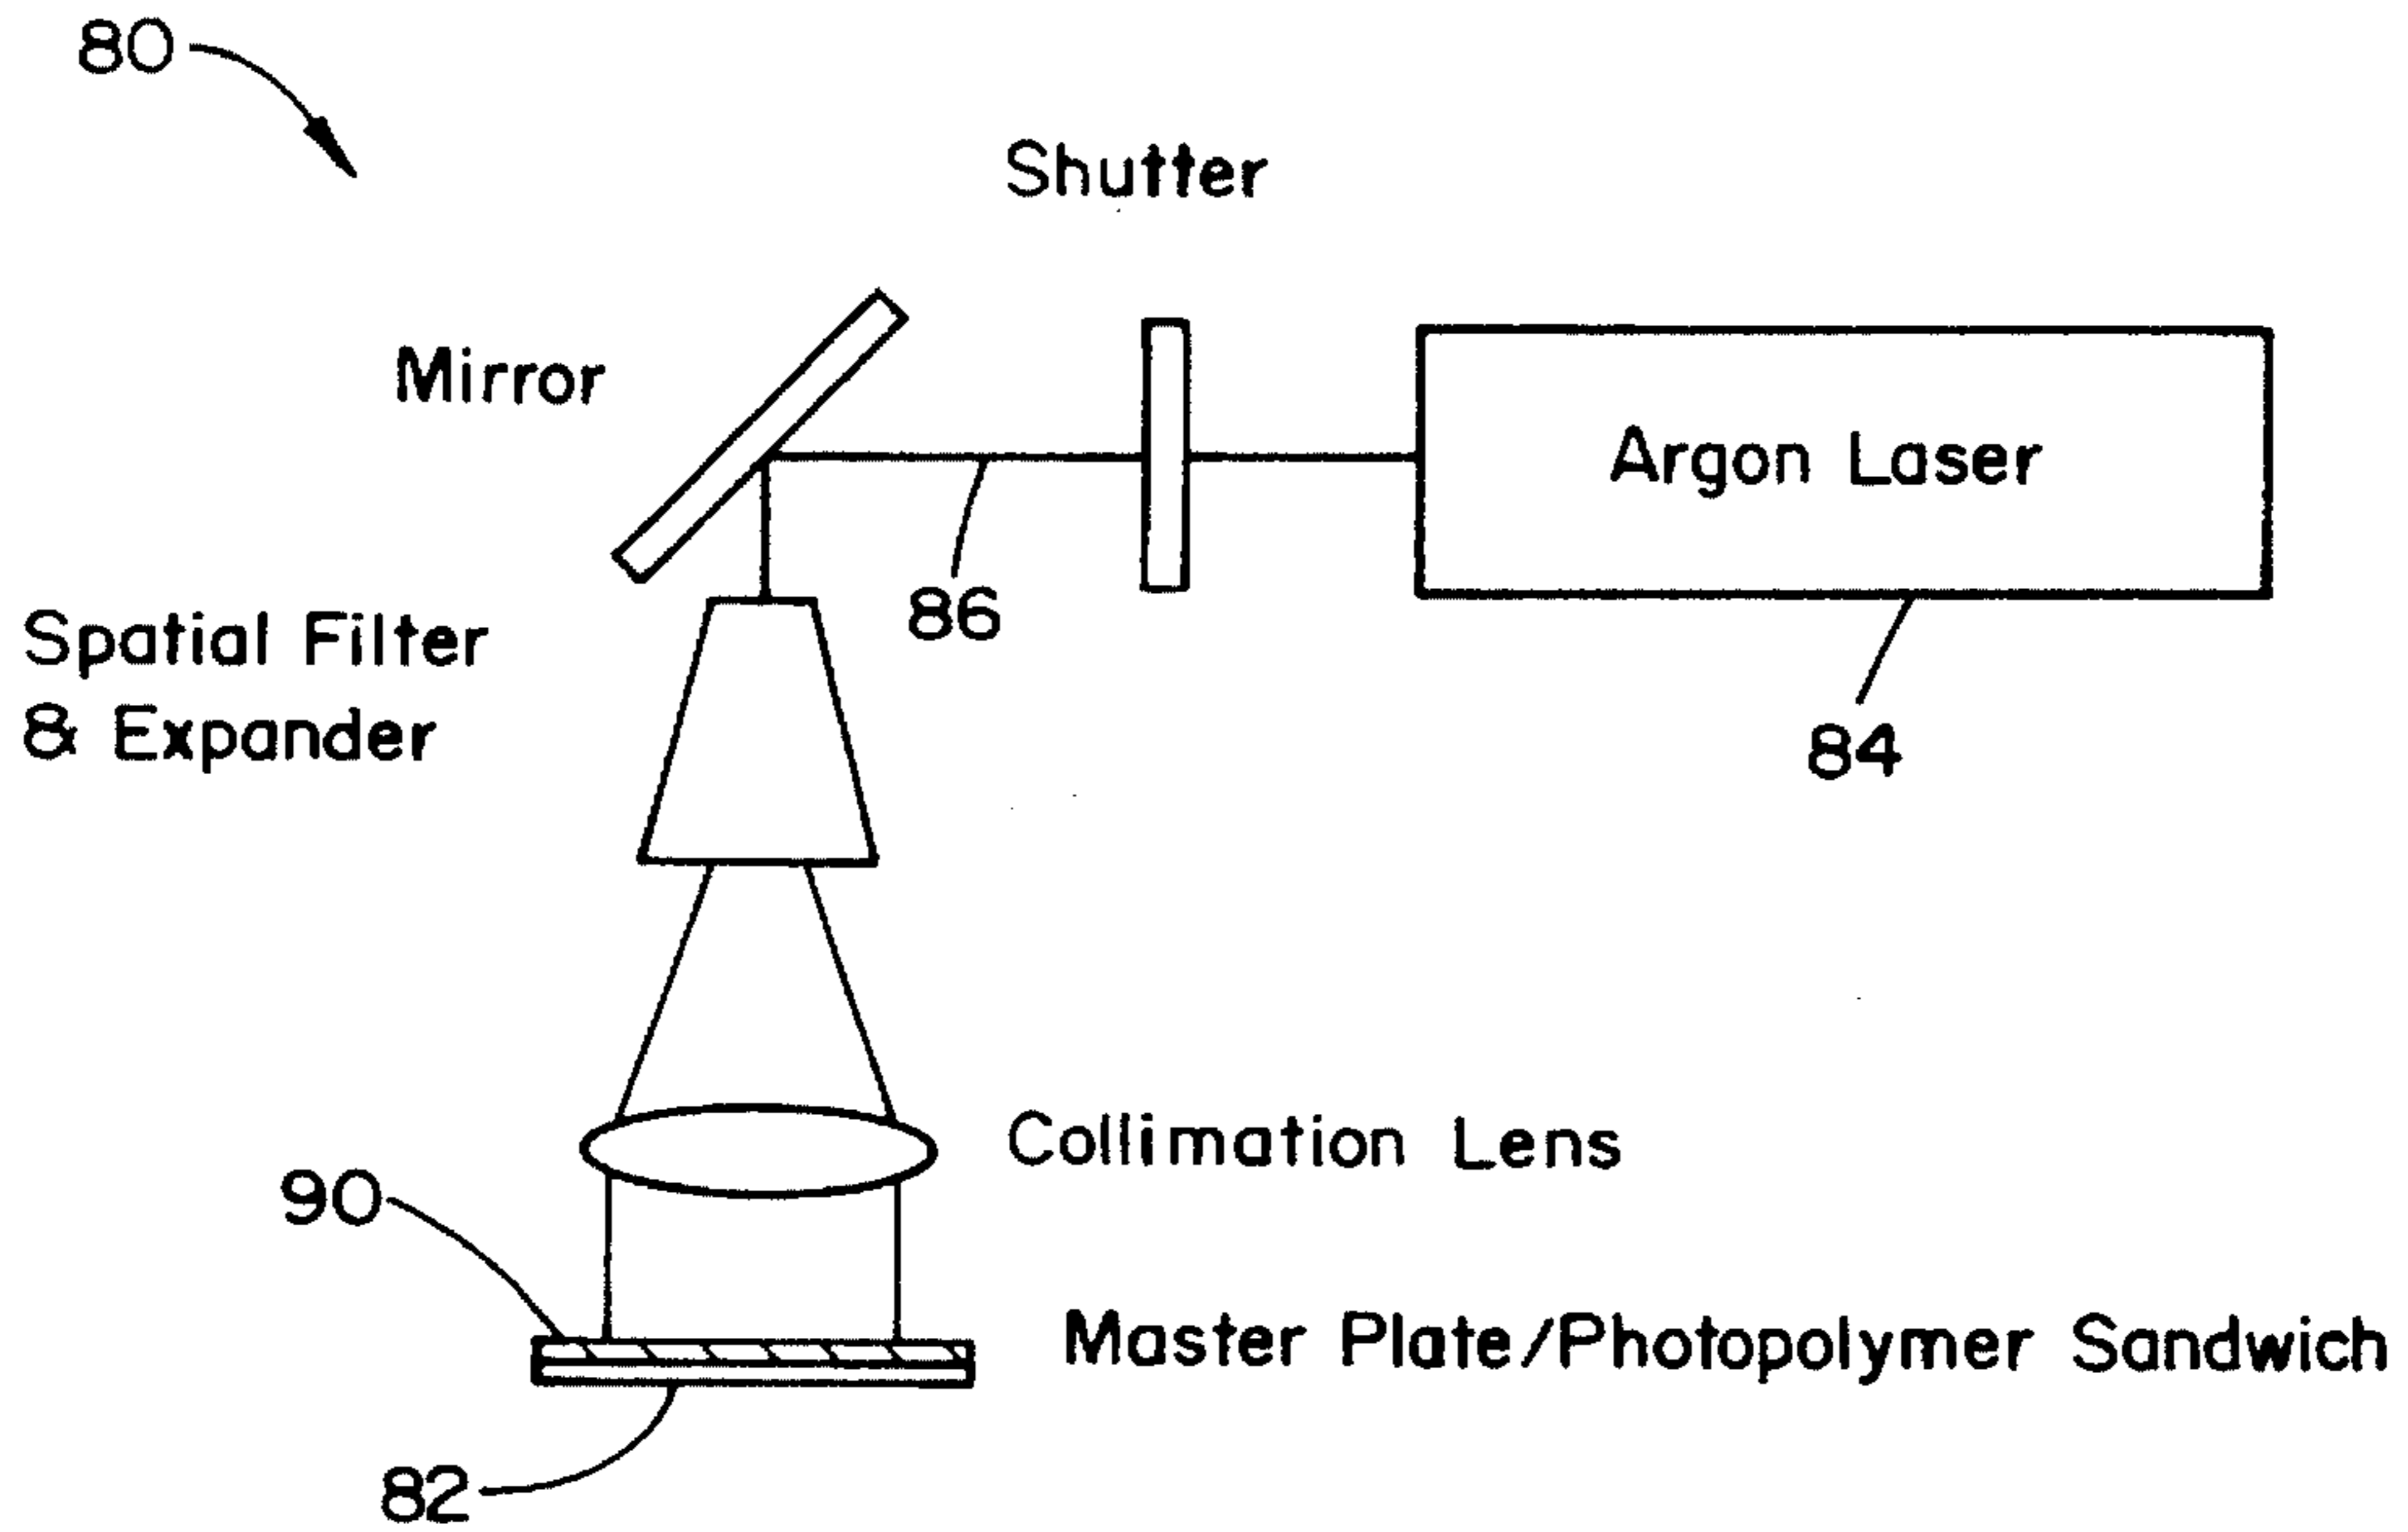 80
Shutter
Mirror
Argon Laser
86
Spatial Filter
& Expander
84
Collimation Lens
90
Master Plate/Photopolymer Sandwich
82